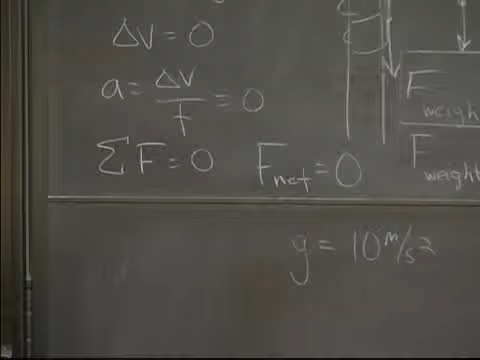 ΔV = 0
a = ΔV/F = 0
ΣF = 0 Fnet = 0
F weight
F weight
g = 10 m/s2